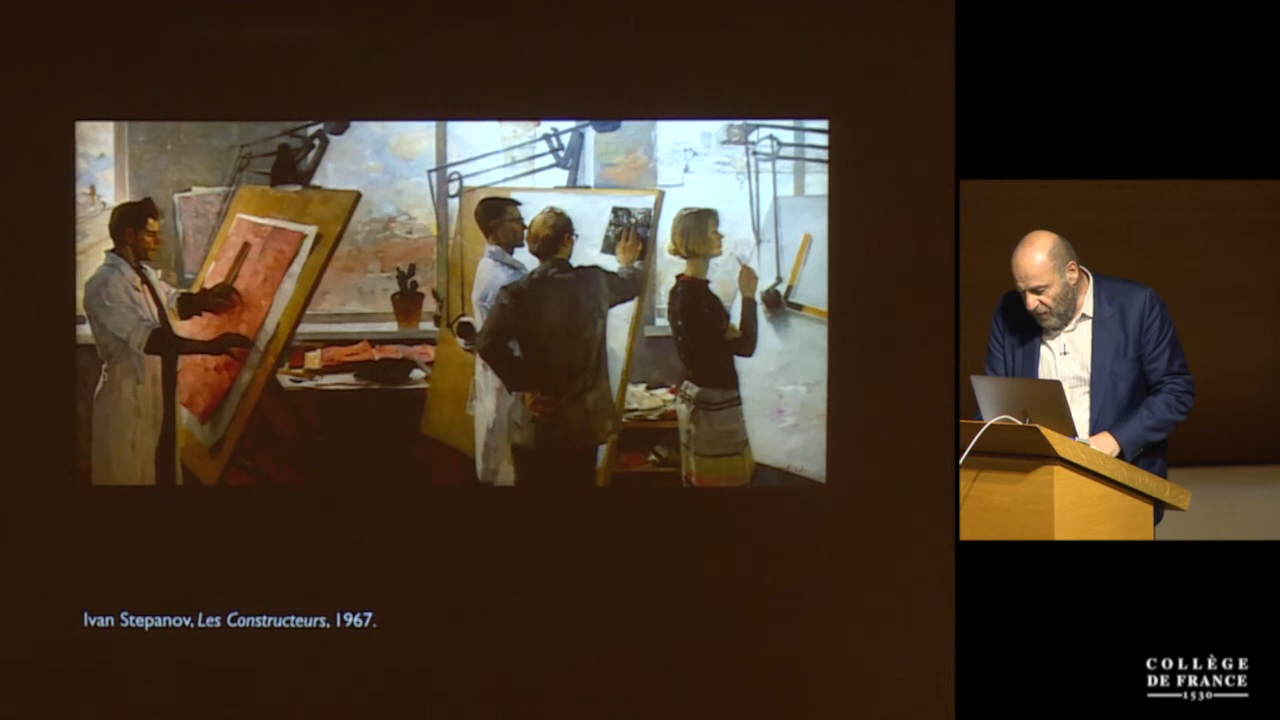 Ivan Stepanov, Les Constructeurs, 1967.
COLLÈGE
DE FRANCE
1530